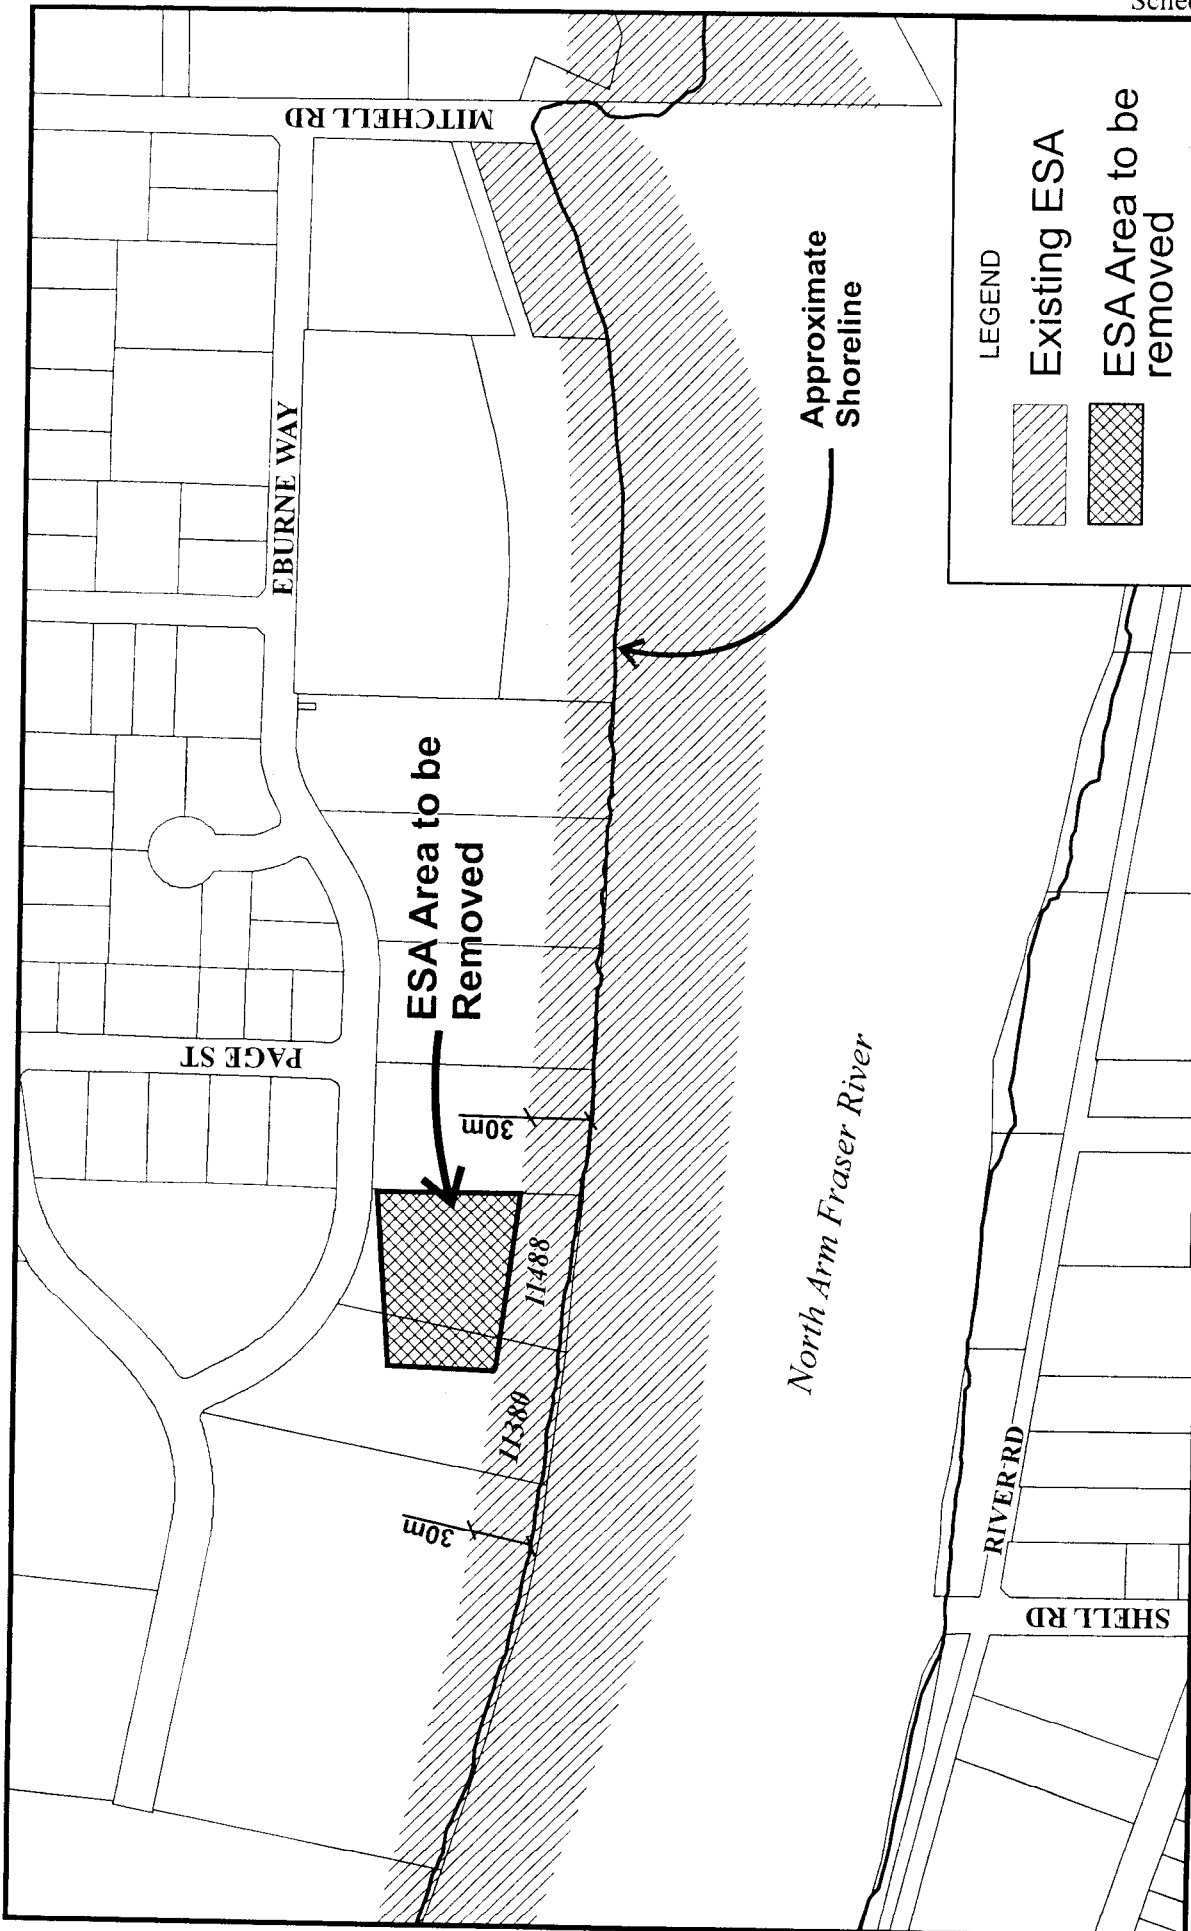 Sched
MITCHELL RD
EBURNE WAY
PAGE ST
ESA Area to be
Removed
30m
11488
11380
30m
Approximate
Shoreline
North Arm Fraser River
RIVER RD
SHELL RD
LEGEND
Existing ESA
ESA Area to be
removed